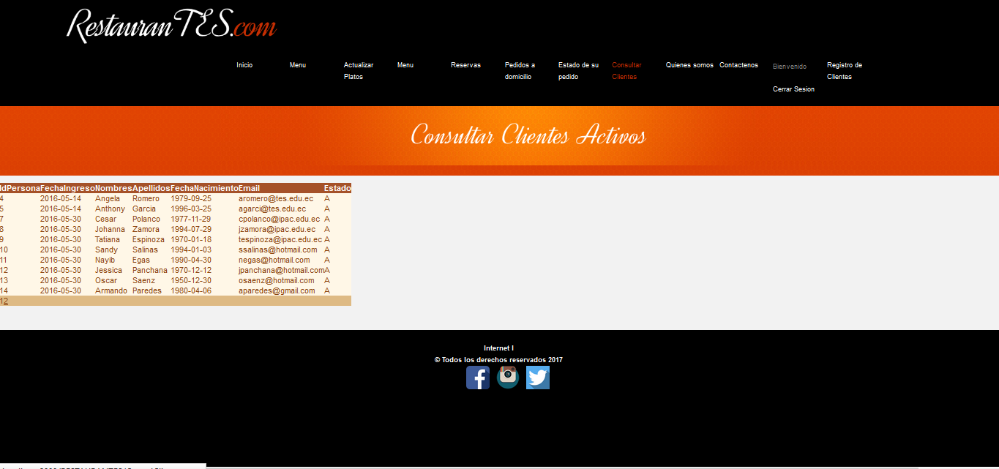 RestauranTES.com
Inicio Menu Actualizar Platos Menu Reservas Pedidos a domicilio Estado de su pedido Consultar Clientes Quienes somos Contactenos Bienvenido Registro de Clientes
Cerrar Sesion
Consultar Clientes Activos
IdPersona FechaIngreso Nombres Apellidos FechaNacimiento Email Estado
4 2016-05-14 Angela Romero 1979-09-25 aromero@tes.edu.ec A
5 2016-05-14 Anthony Garcia 1996-03-25 agarci@tes.edu.ec A
7 2016-05-30 Cesar Polanco 1977-11-29 cpolanco@ipac.edu.ec A
8 2016-05-30 Johanna Zamora 1994-07-29 jzamora@ipac.edu.ec A
9 2016-05-30 Tatiana Espinoza 1970-01-18 tespinoza@ipac.edu.ec A
10 2016-05-30 Sandy Salinas 1994-01-03 ssalinas@hotmail.com A
11 2016-05-30 Nayib Egas 1990-04-30 negas@hotmail.com A
12 2016-05-30 Jessica Panchana 1970-12-12 jpanchana@hotmail.com A
13 2016-05-30 Oscar Saenz 1950-12-30 osaenz@hotmail.com A
14 2016-05-30 Armando Paredes 1980-04-06 aparedes@gmail.com A
1 2
Internet I
© Todos los derechos reservados 2017